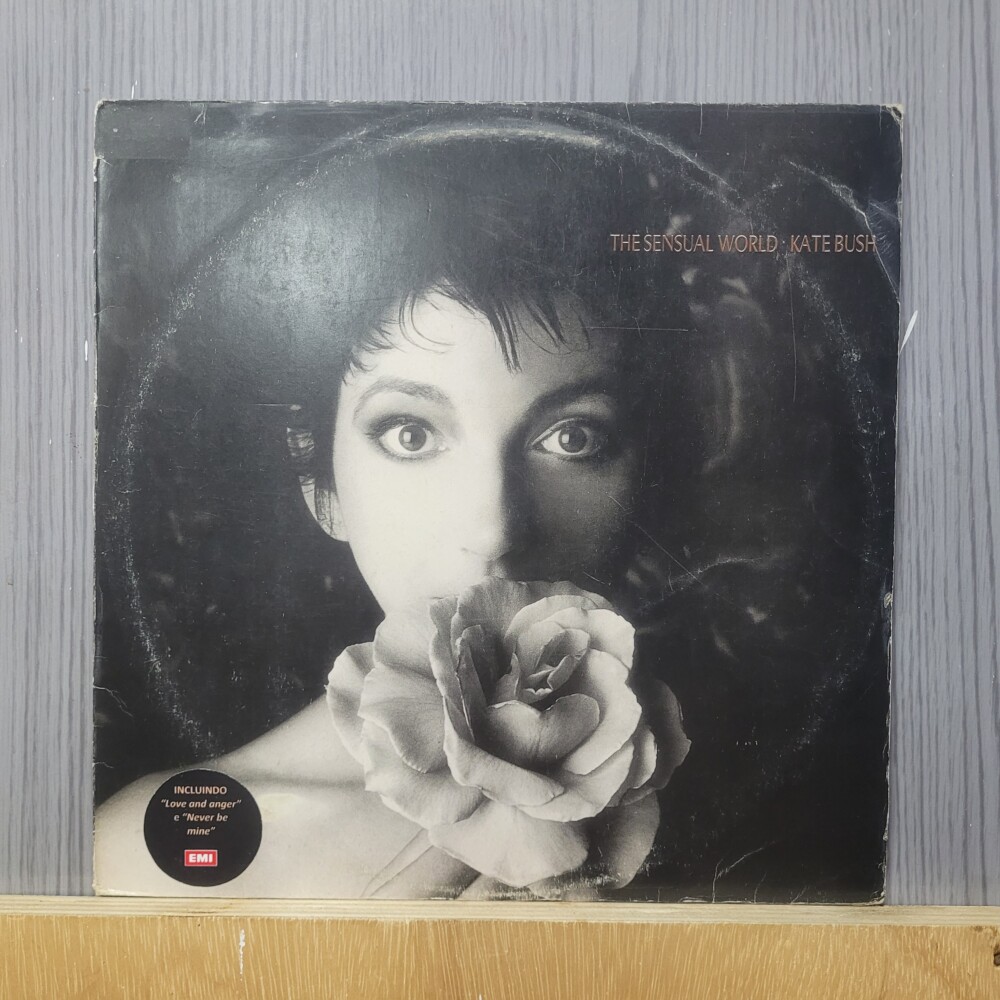 THE SENSUAL WORLD · KATE BUSH
INCLUINDO
"Love and anger"
e "Never be
mine"
EMI